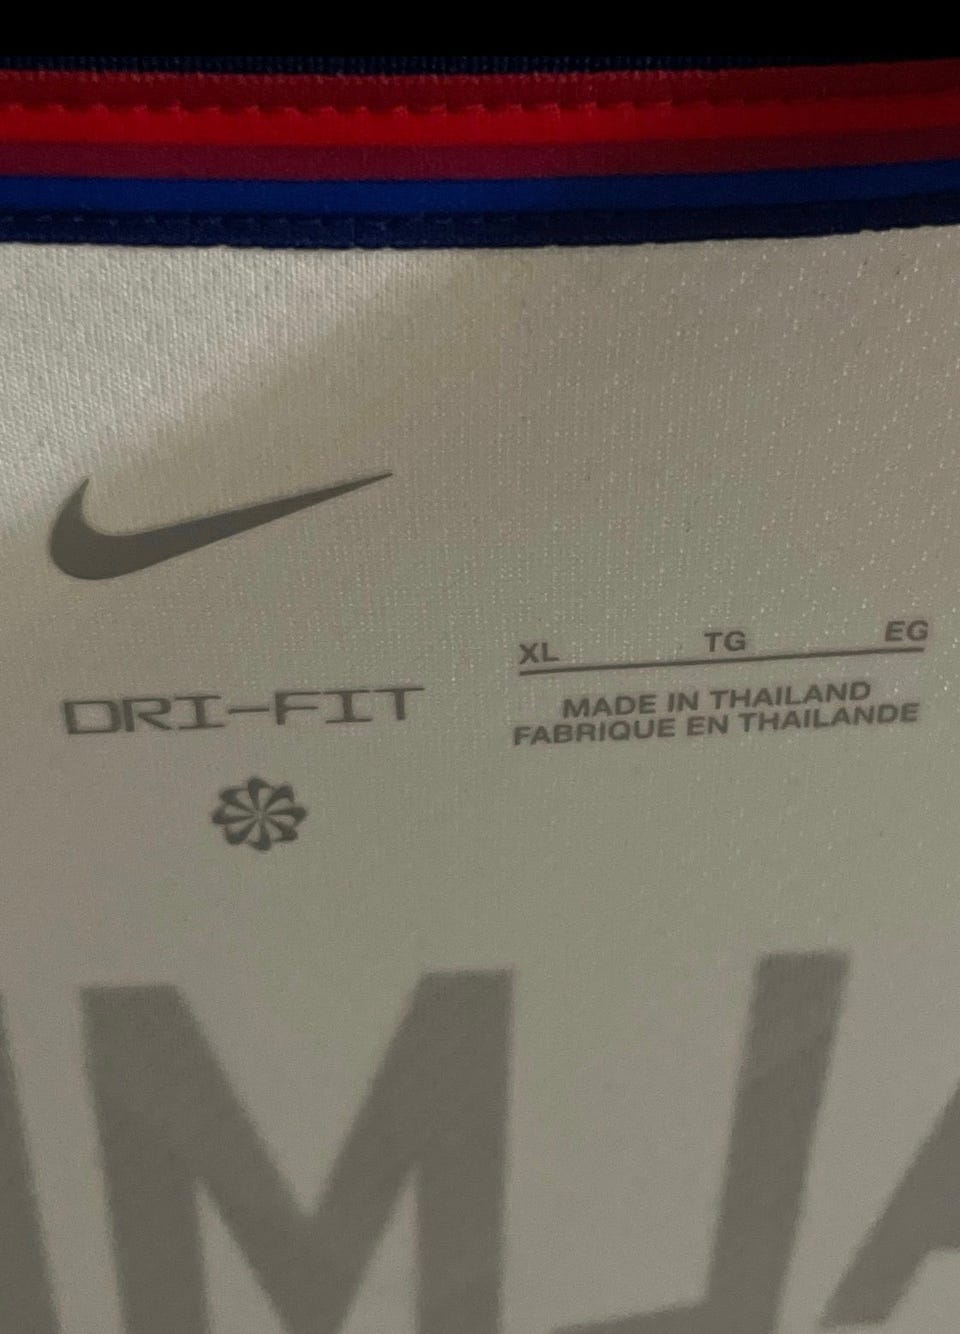 XL TG EG
MADE IN THAILAND
FABRIQUE EN THAILANDE
DRI-FIT